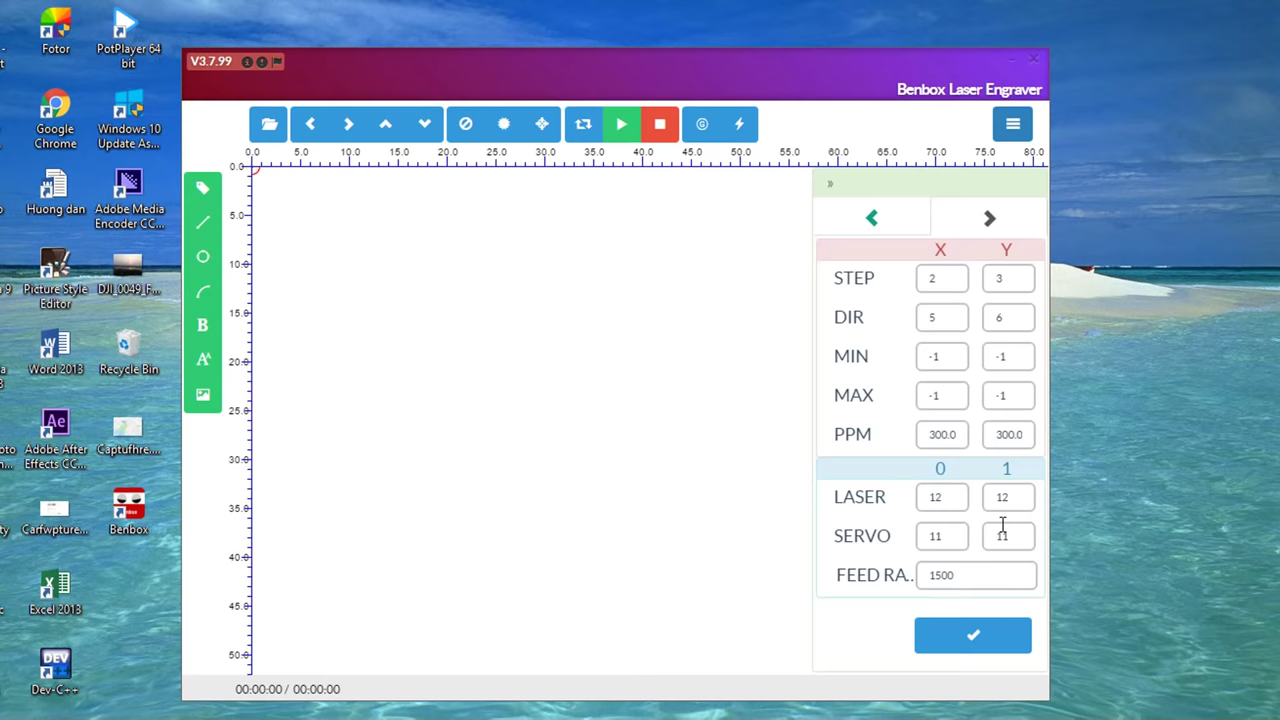 Fotor
PotPlayer 64
bit
Google
Chrome
Windows 10
Update As...
Huong dan
Adobe Media
Encoder CC...
9
Picture Style
Editor
DJI_0049_F...
Word 2013
Recycle Bin
3
oto
n...
Adobe After
Effects CC...
Captufhre....
ty
Carfwpture...
Benbox
c
Excel 2013
DEV
Dev-C++
V3.7.99
Benbox Laser Engraver
0.0 5.0 10.0 15.0 20.0 25.0 30.0 35.0 40.0 45.0 50.0 55.0 60.0 65.0 70.0 75.0 80.0
0.0
5.0
10.0
15.0
20.0
25.0
30.0
35.0
40.0
45.0
50.0
B
A
»
X Y
STEP 2 3
DIR 5 6
MIN -1 -1
MAX -1 -1
PPM 300.0 300.0
0 1
LASER 12 12
SERVO 11 11
FEED RA.. 1500
00:00:00 / 00:00:00